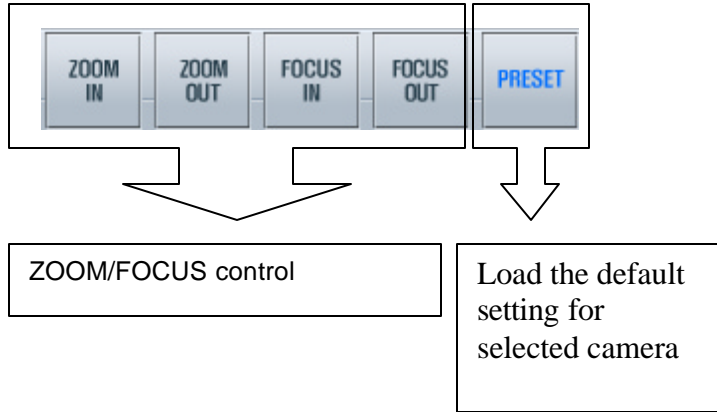 ZOOM
IN
ZOOM
OUT
FOCUS
IN
FOCUS
OUT
PRESET
ZOOM/FOCUS control
Load the default
setting for
selected camera